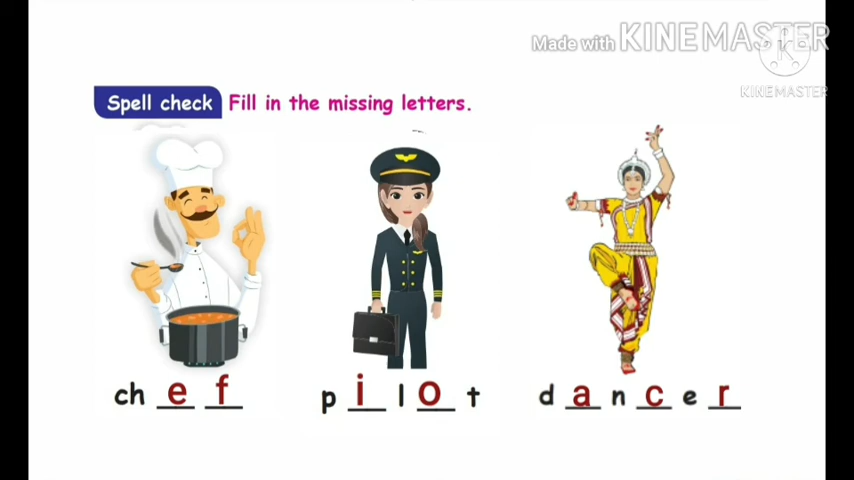 Made with KINEMASTER
K
KINEMASTER
Spell check Fill in the missing letters.
ch e f
p i l o t
d a n c e r